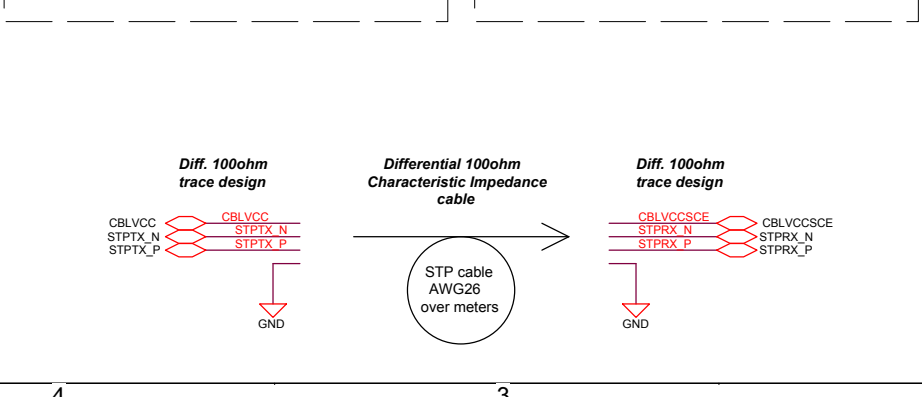 Diff. 100ohm
trace design
Differential 100ohm
Characteristic Impedance
cable
Diff. 100ohm
trace design
CBLVCC
CBLVCC
STPTX_N
STPTX_N
STPTX_P
STPTX_P
GND
STP cable
AWG26
over meters
CBLVCCSCE
CBLVCCSCE
STPRX_N
STPRX_N
STPRX_P
STPRX_P
GND
4
3